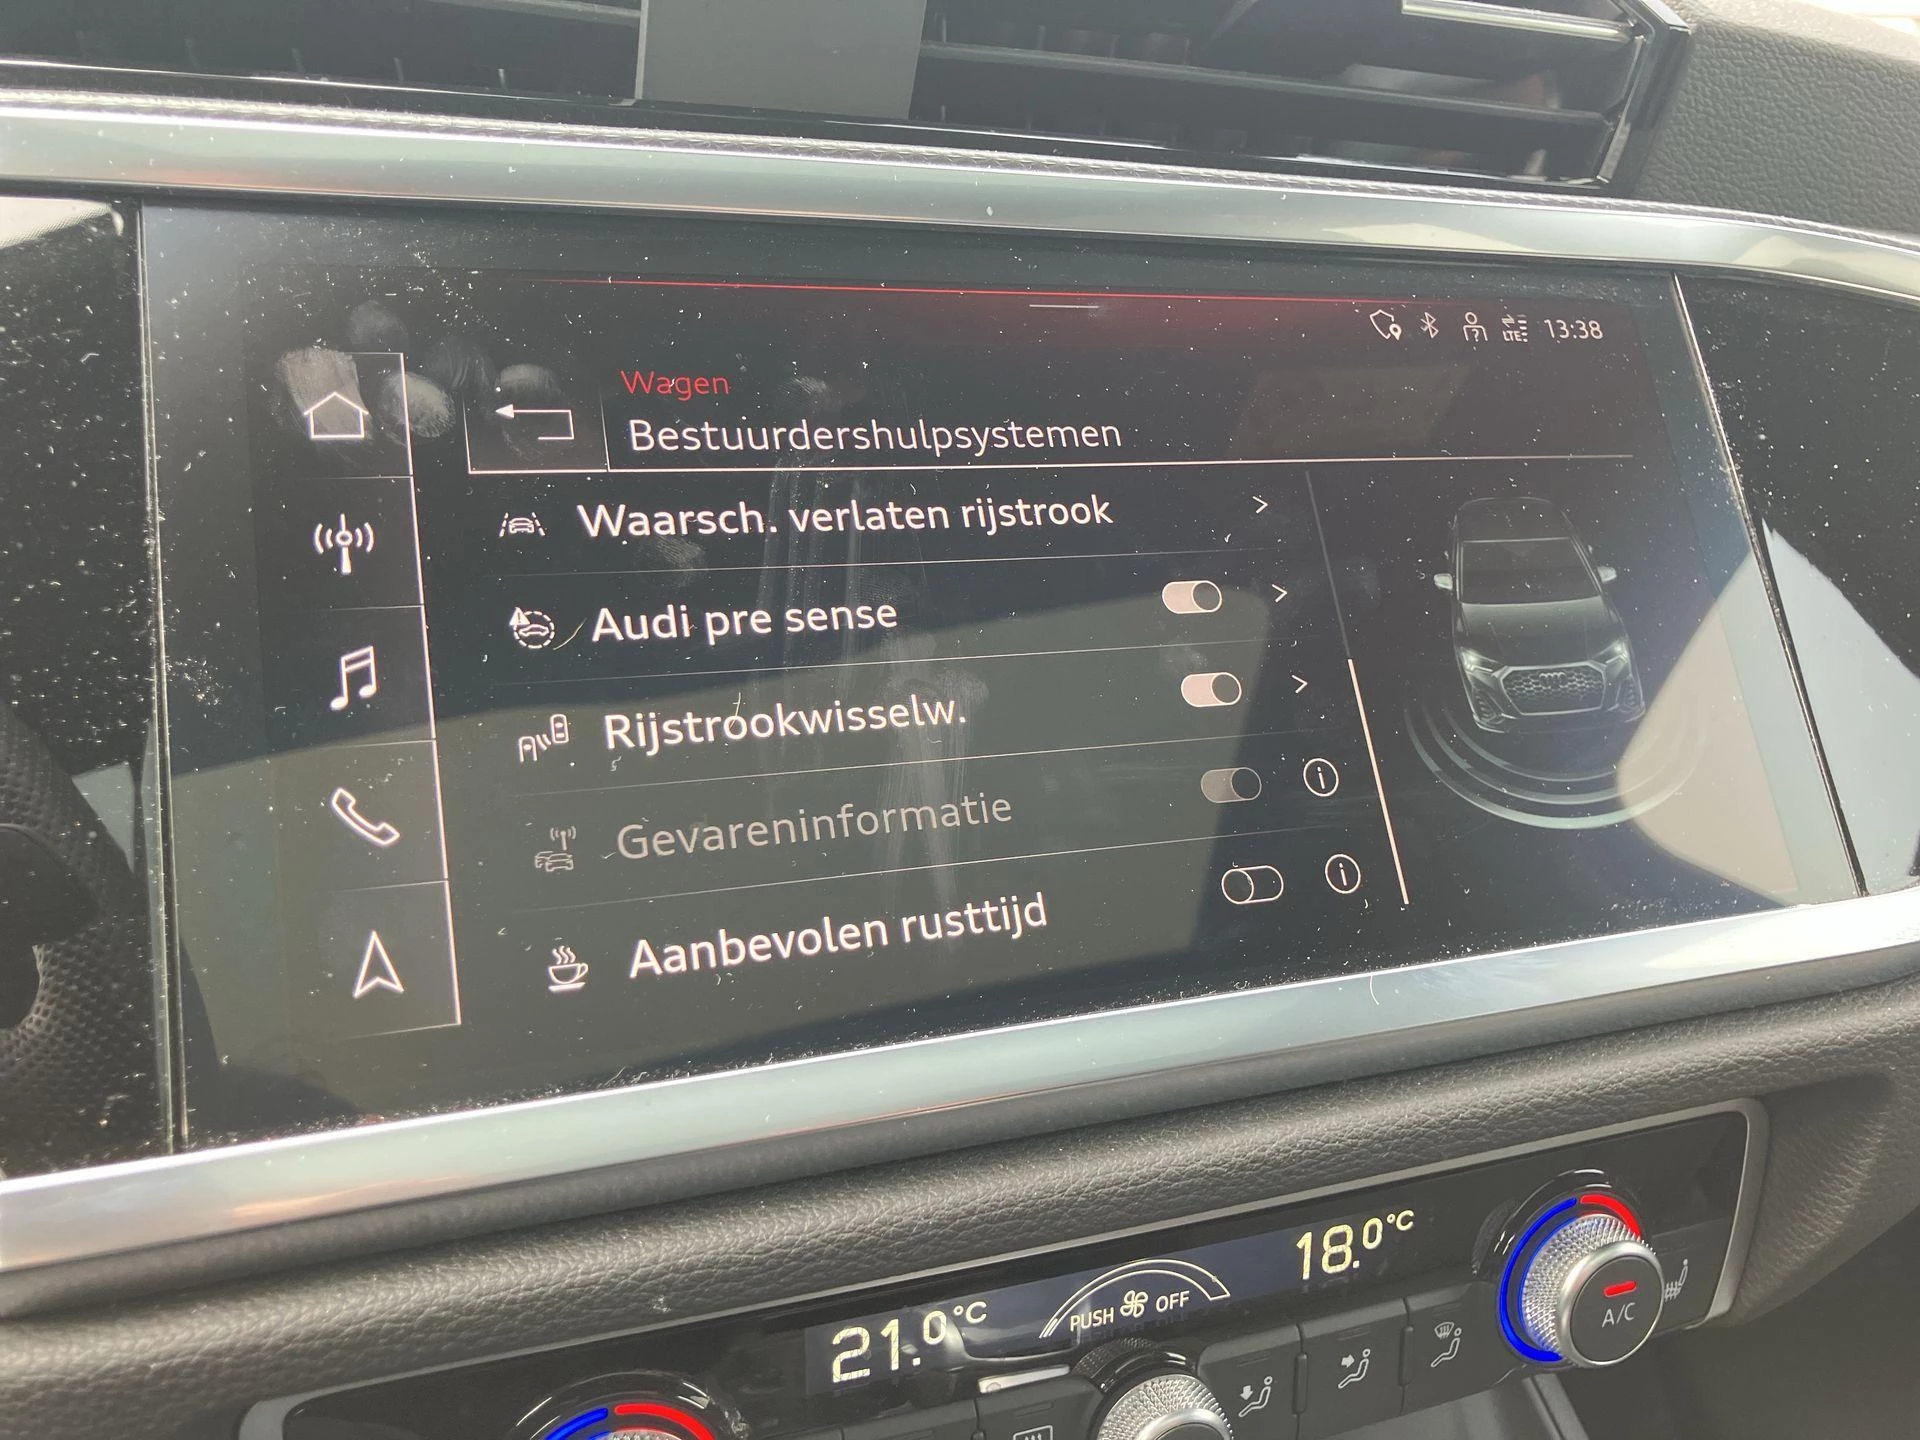 LTE 13:38
Wagen
Bestuurdershulpsystemen
Waarsch. verlaten rijstrook
Audi pre sense
Rijstrookwisselw.
Gevareninformatie
Aanbevolen rusttijd
21.0°C PUSH OFF 18.0°C
A/C